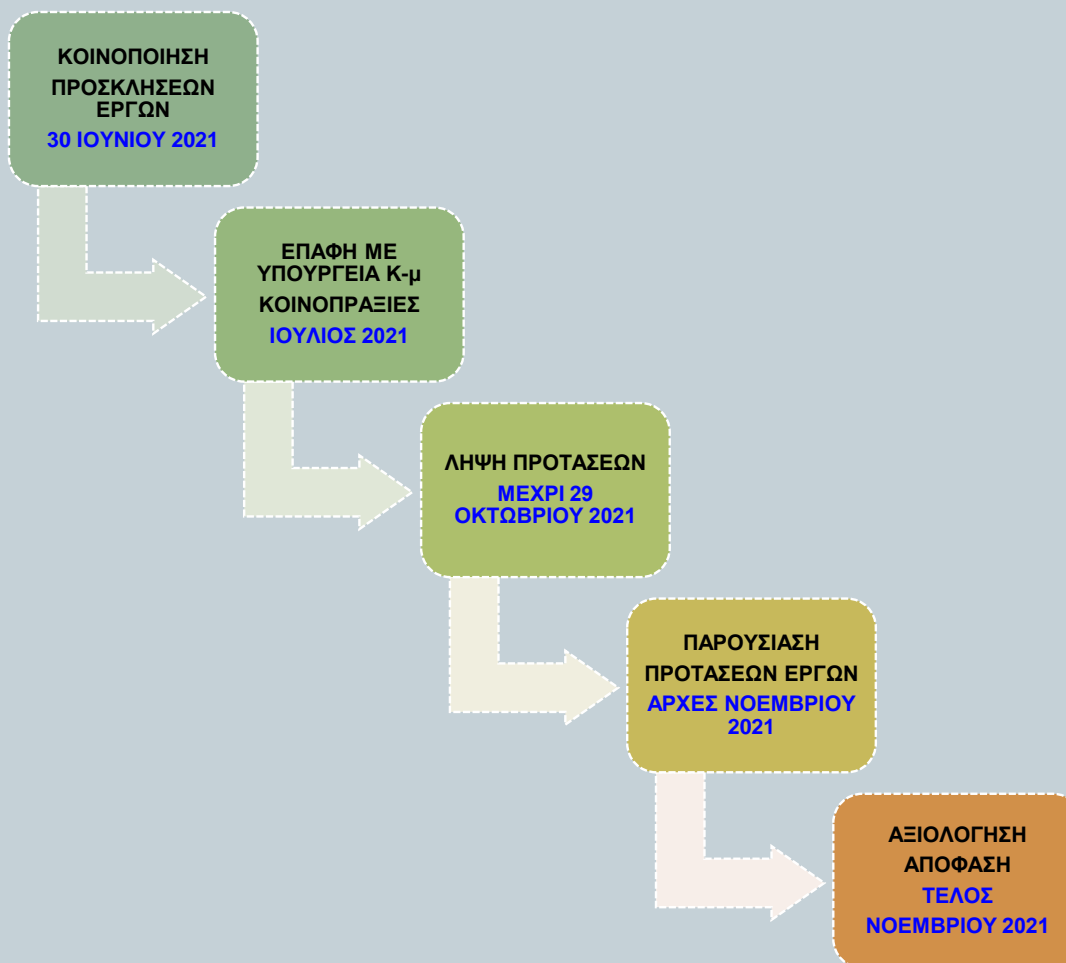 ΚΟΙΝΟΠΟΙΗΣΗ
ΠΡΟΣΚΛΗΣΕΩΝ
ΕΡΓΩΝ
30 ΙΟΥΝΙΟΥ 2021
ΕΠΑΦΗ ΜΕ
ΥΠΟΥΡΓΕΙΑ Κ-μ
ΚΟΙΝΟΠΡΑΞΙΕΣ
ΙΟΥΛΙΟΣ 2021
ΛΗΨΗ ΠΡΟΤΑΣΕΩΝ
ΜΕΧΡΙ 29
ΟΚΤΩΒΡΙΟΥ 2021
ΠΑΡΟΥΣΙΑΣΗ
ΠΡΟΤΑΣΕΩΝ ΕΡΓΩΝ
ΑΡΧΕΣ ΝΟΕΜΒΡΙΟΥ
2021
ΑΞΙΟΛΟΓΗΣΗ
ΑΠΟΦΑΣΗ
ΤΕΛΟΣ
ΝΟΕΜΒΡΙΟΥ 2021